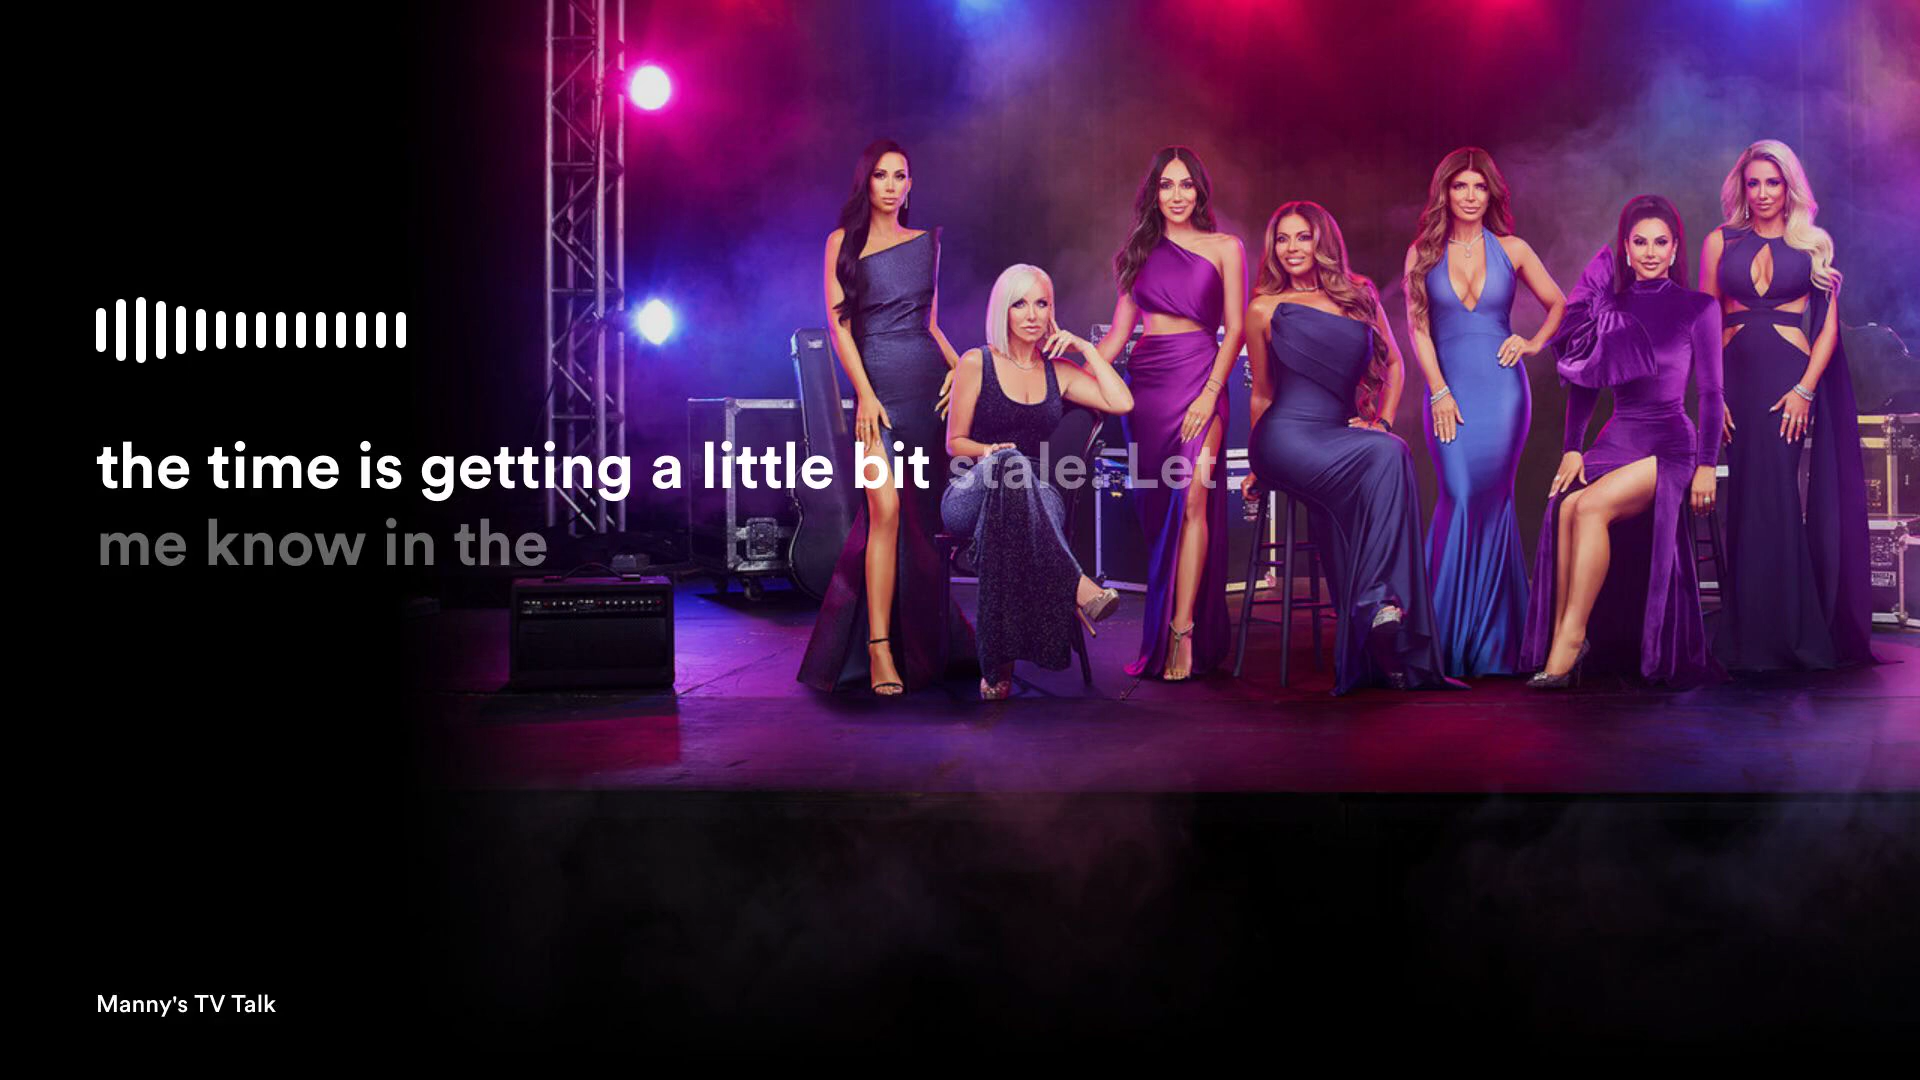 the time is getting a little bit stale. Let
me know in the
Manny's TV Talk